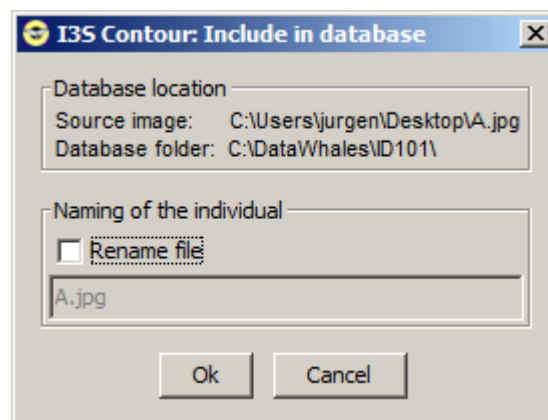 I3S Contour: Include in database
Database location
Source image: C:\Users\jurgen\Desktop\A.jpg
Database folder: C:\DataWhales\ID101\
Naming of the individual
Rename file
A.jpg
Ok Cancel